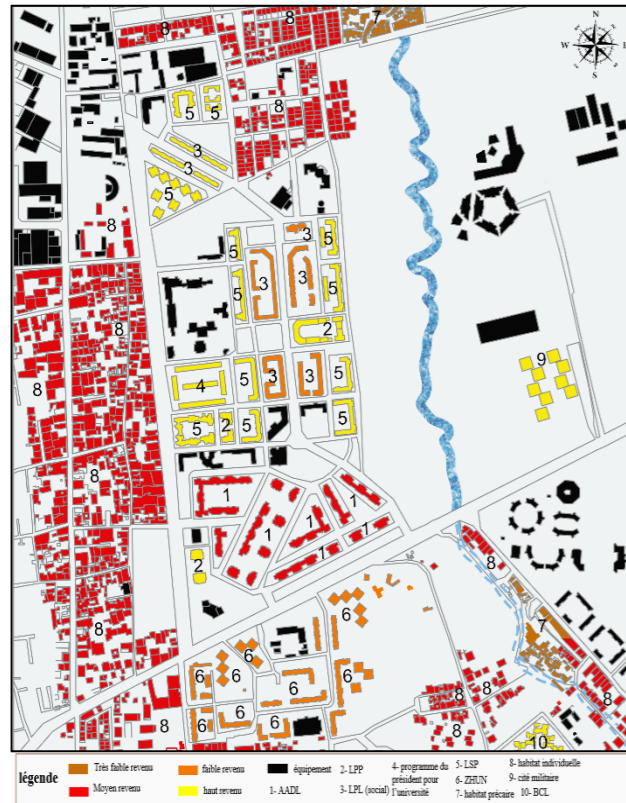 N
8 7
8
W E
S
8
5 5
3
3
5
8
3
5
5
3
5 3 5
8 2
9
5 3 3 5
8 4
5
5 2 5
8
1 1
1 1
1
1
2 8
6
7
8
6
6 6 6
6 8 8
8
6 6 6
8 8
10
légende
Très faible revenu faible revenu équipement 2- LPP 4- programme du président pour l'université 5- LSP 8- habitat individuelle
6- ZHUN 9- cité militaire
Moyen revenu haut revenu 1- AADL 3- LPL (social) 7- habitat précaire 10- BCL